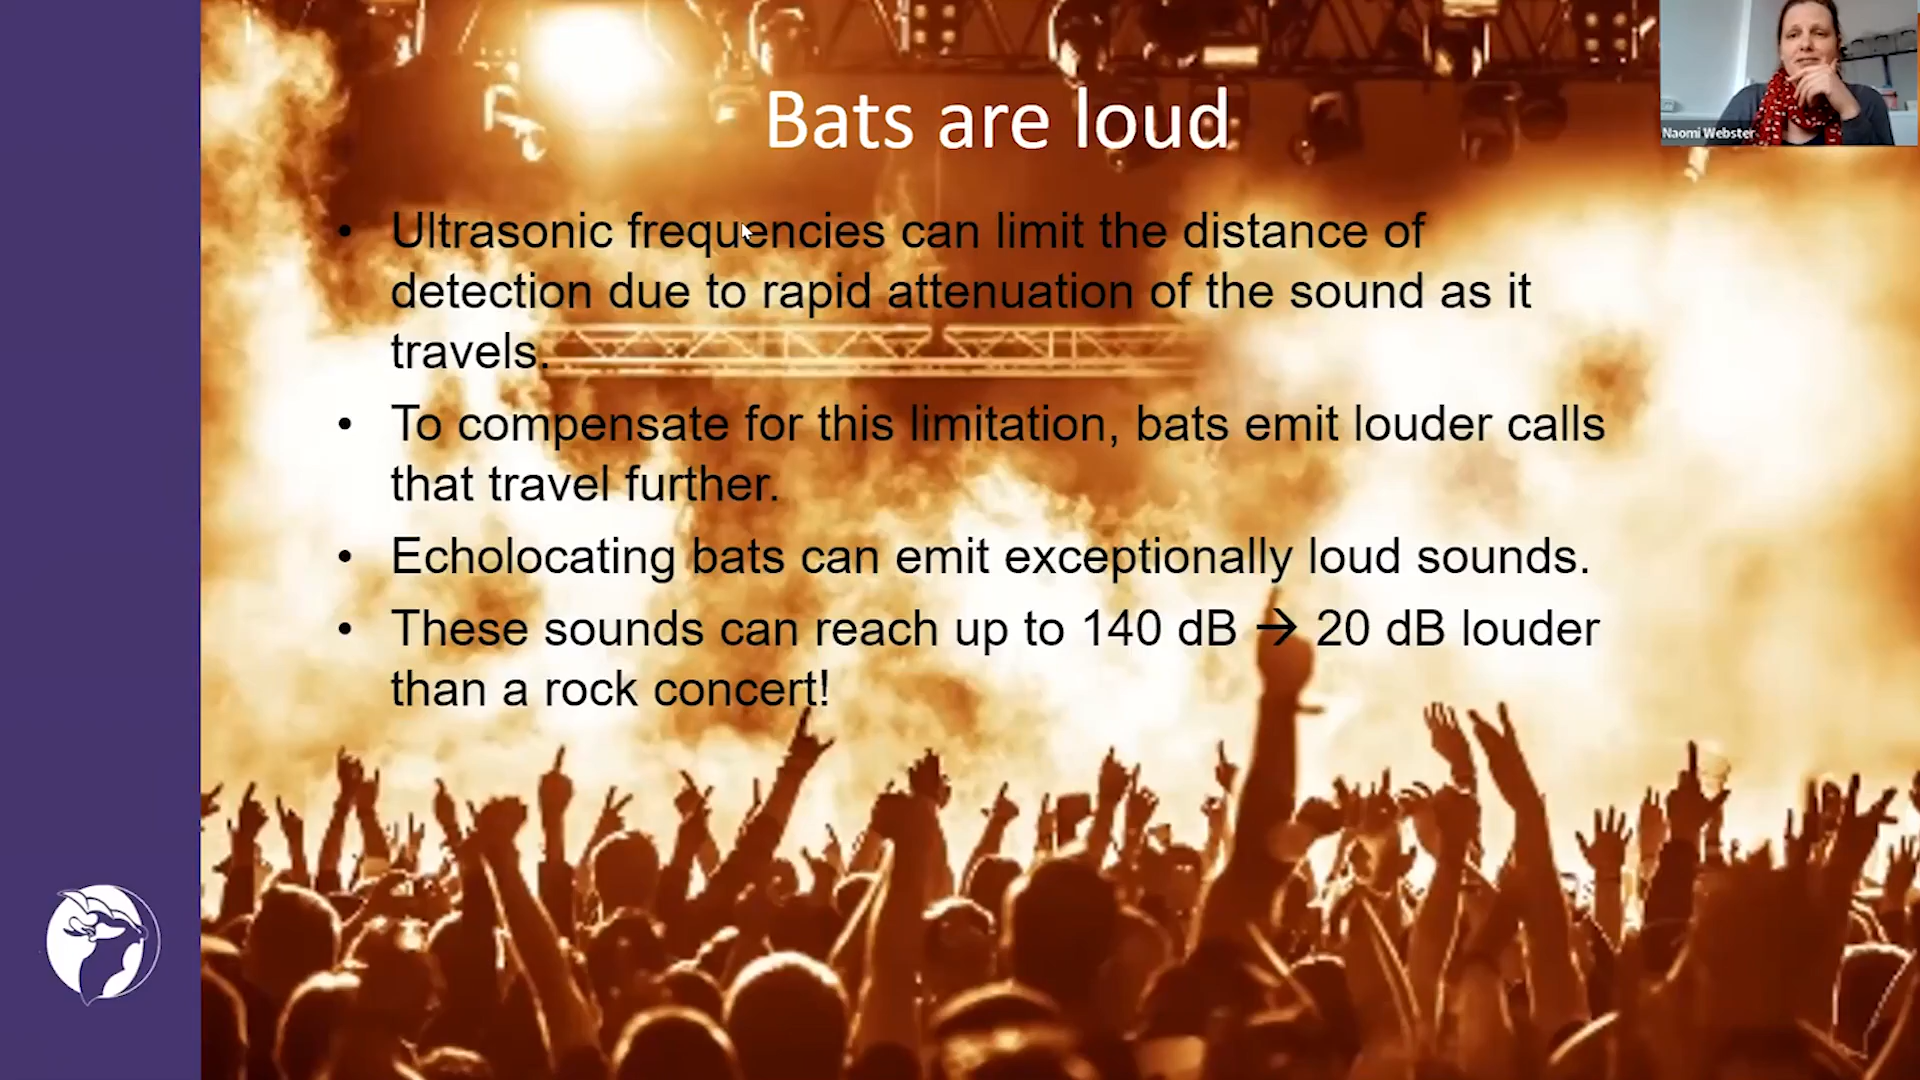 Bats are loud
Naomi Webster
• Ultrasonic frequencies can limit the distance of
detection due to rapid attenuation of the sound as it
travels.
• To compensate for this limitation, bats emit louder calls
that travel further.
• Echolocating bats can emit exceptionally loud sounds.
• These sounds can reach up to 140 dB → 20 dB louder
than a rock concert!